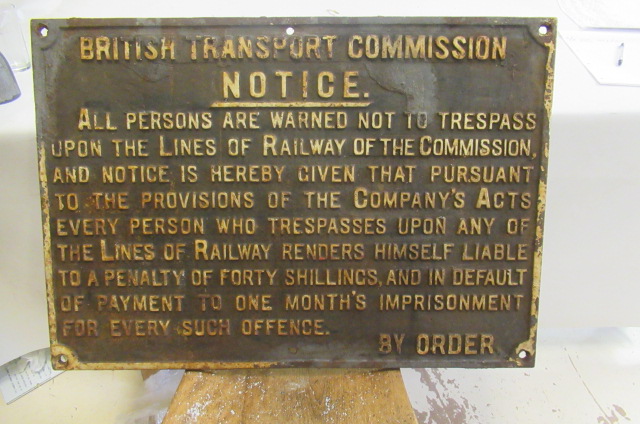 BRITISH TRANSPORT COMMISSION
NOTICE.
ALL PERSONS ARE WARNED NOT TO TRESPASS
UPON THE LINES OF RAILWAY OF THE COMMISSION,
AND NOTICE IS HEREBY GIVEN THAT PURSUANT
TO THE PROVISIONS OF THE COMPANY'S ACTS
EVERY PERSON WHO TRESPASSES UPON ANY OF
THE LINES OF RAILWAY RENDERS HIMSELF LIABLE
TO A PENALTY OF FORTY SHILLINGS, AND IN DEFAULT
OF PAYMENT TO ONE MONTH'S IMPRISONMENT
FOR EVERY SUCH OFFENCE.
BY ORDER